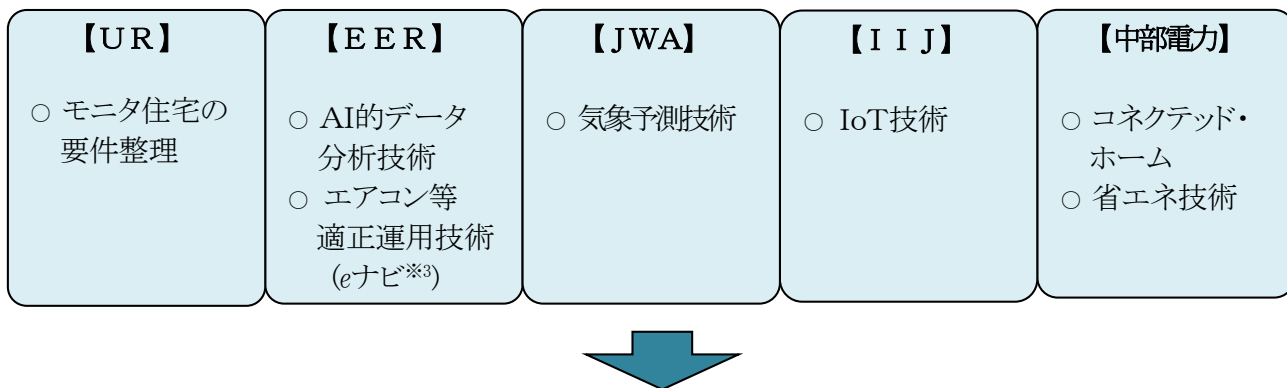 【ＵＲ】
○ モニタ住宅の
要件整理
【ＥＥＲ】
○ AI的データ
分析技術
○ エアコン等
適正運用技術
(eナビ※3)
【JWA】
○ 気象予測技術
【ＩＩＪ】
○ IoT技術
【中部電力】
○ コネクテッド・
ホーム
○ 省エネ技術